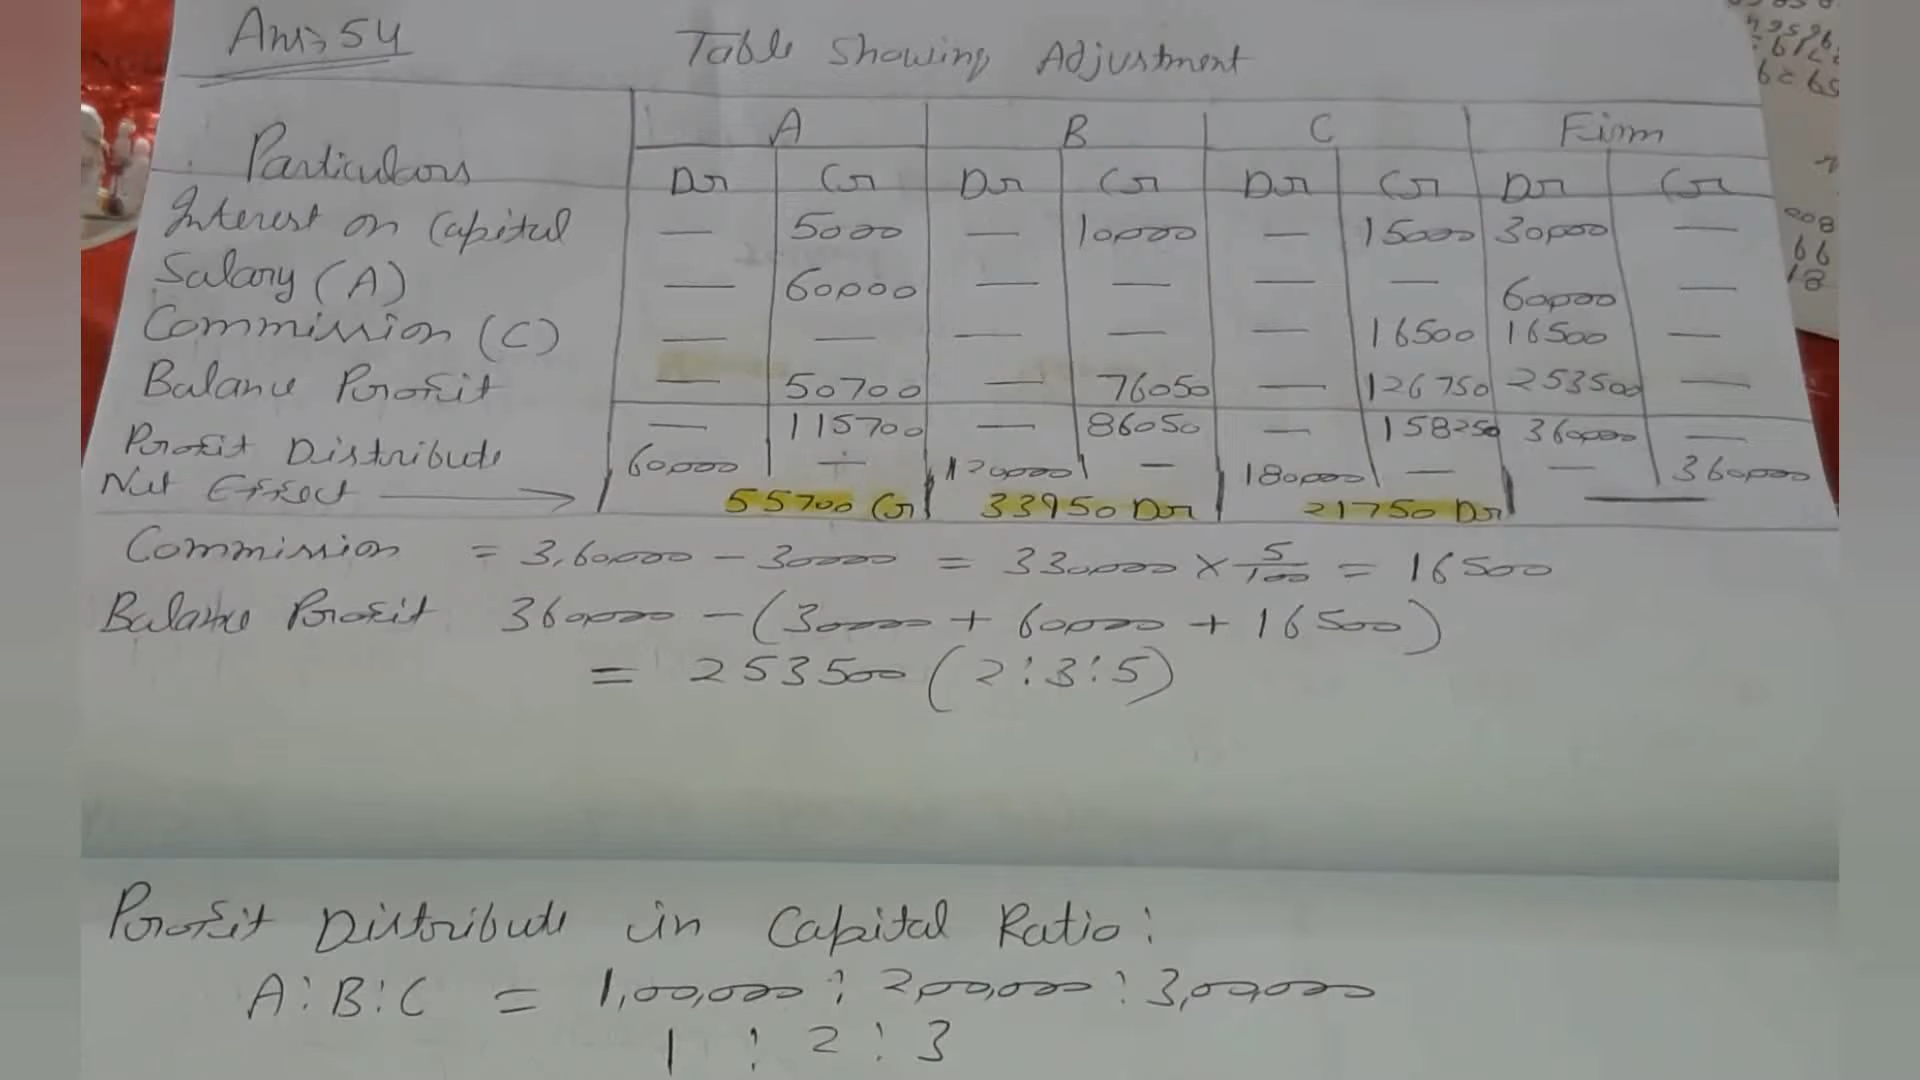 Ans 54
Table Showing Adjustment
Particulars A B C Firm
Dr Cr Dr Cr Dr Cr Dr Cr
Interest on Capital — 5000 — 10000 — 15000 30000 —
Salary (A) — 60000 — — — — 60000 —
Commission (C) — — — — — 16500 16500 —
Balance Profit — 50700 — 76050 — 126750 253500 —
— 115700 — 86050 — 158250 360000 —
Profit Distribute 60000 — 120000 — 180000 — — 360000
Net Effect → 55700 Cr 33950 Dr 21750 Dr —
Commission = 3,60000 - 30000 = 330000 × 5/100 = 16500
Balance Profit 360000 - (30000 + 60000 + 16500)
= 253500 (2:3:5)
Profit Distribute in Capital Ratio:
A:B:C = 1,00,000 : 2,00,000 : 3,00,000
1 : 2 : 3